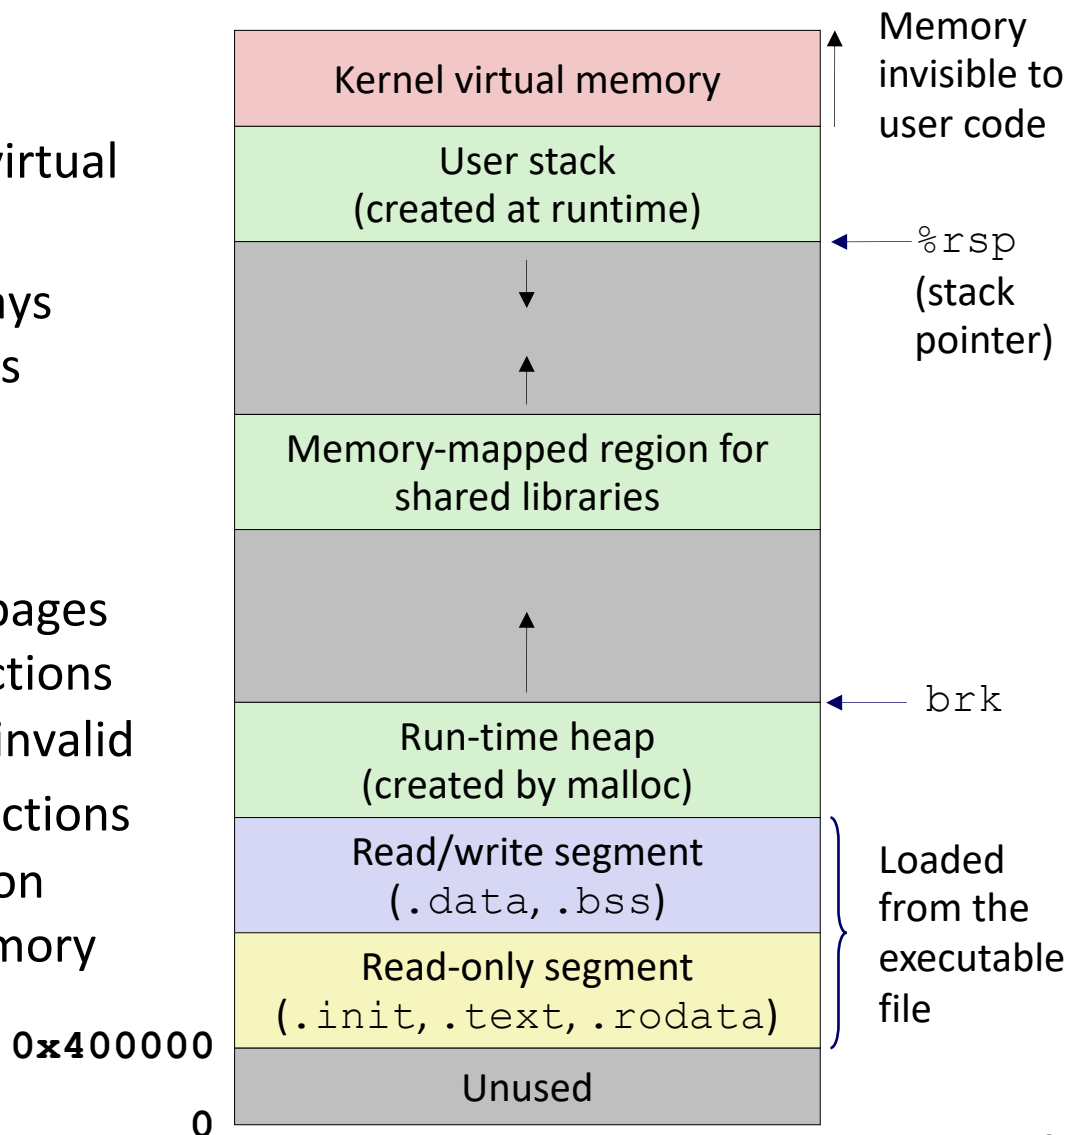 virtual
ays
s
pages
ctions
invalid
ctions
on
mory
0x400000
0
Kernel virtual memory
User stack
(created at runtime)
Memory-mapped region for
shared libraries
Run-time heap
(created by malloc)
Read/write segment
(.data, .bss)
Read-only segment
(.init, .text, .rodata)
Unused
Memory
invisible to
user code
%rsp
(stack
pointer)
brk
Loaded
from the
executable
file